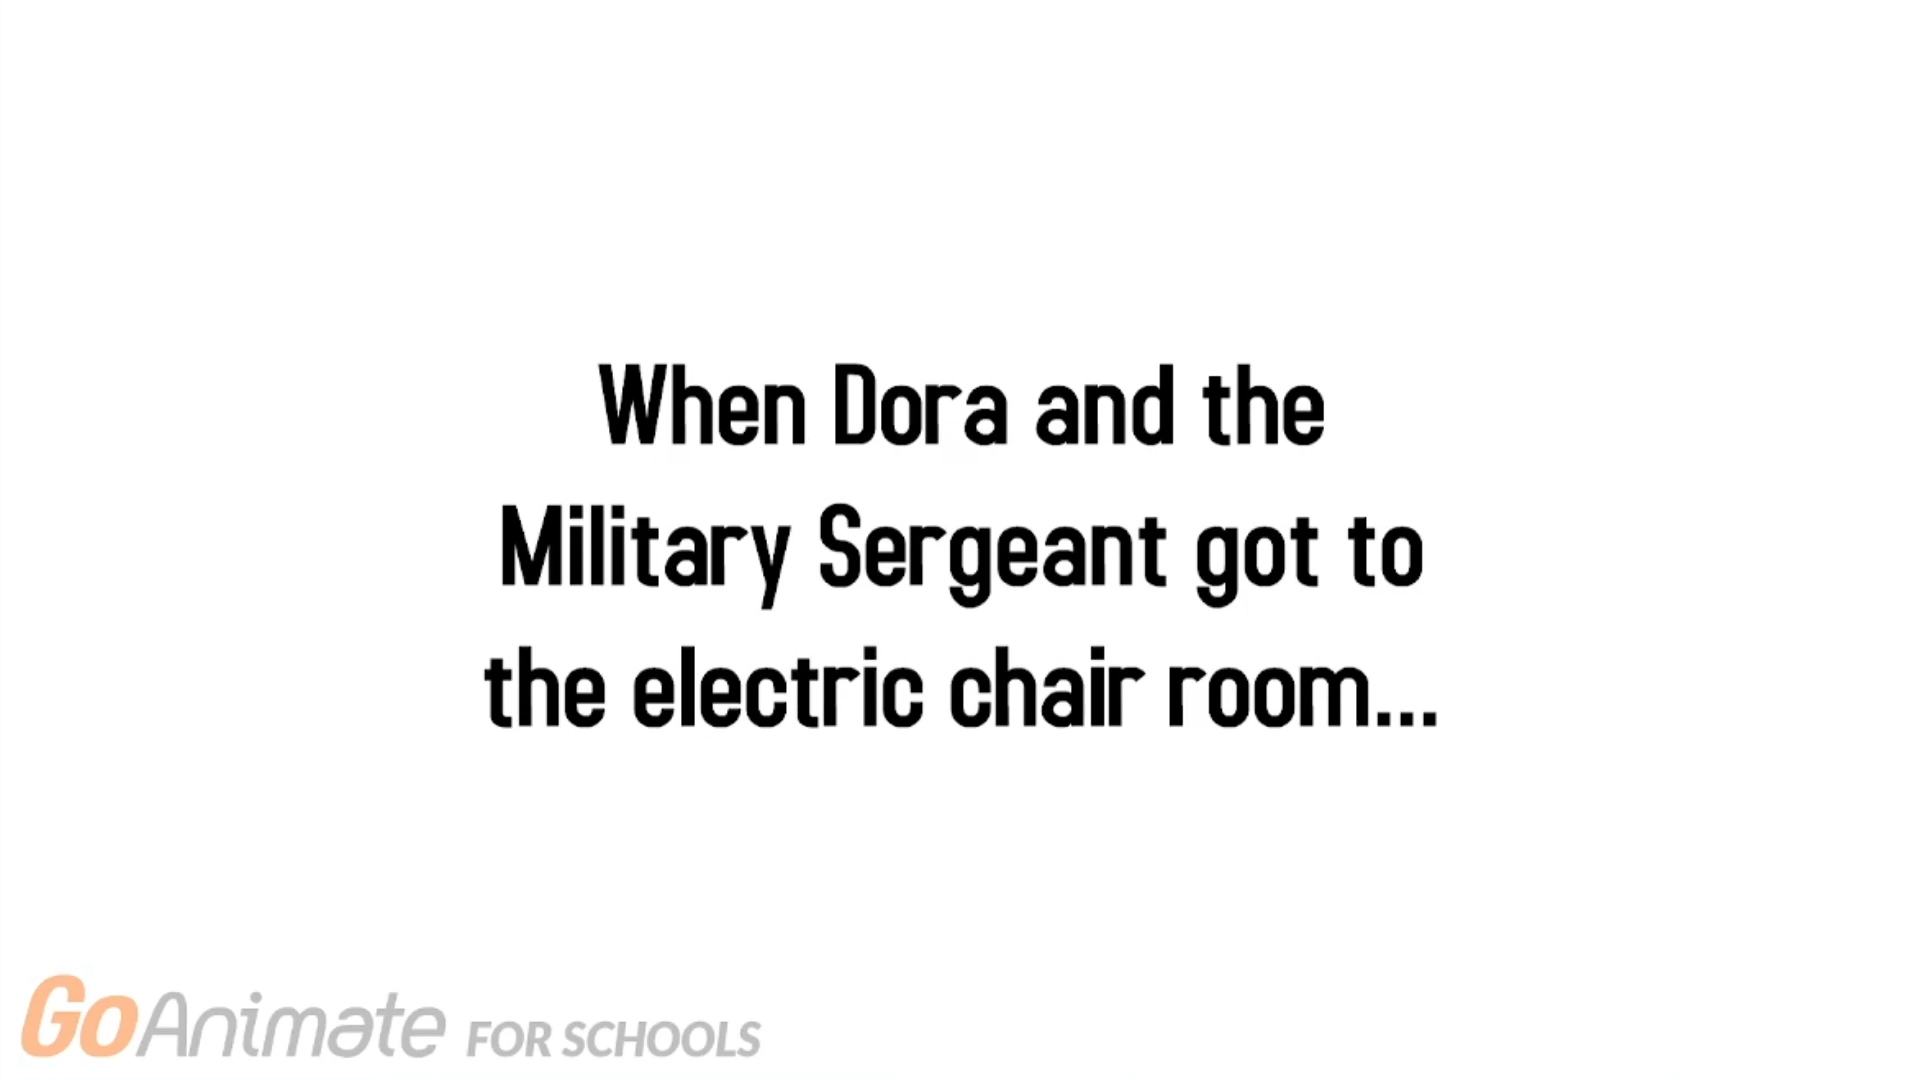 When Dora and the
Military Sergeant got to
the electric chair room...
GoAnimate FOR SCHOOLS